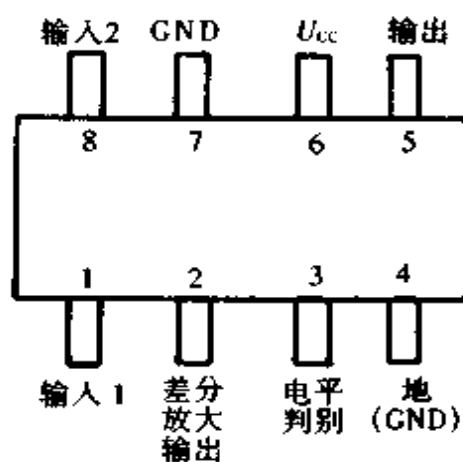 输入2 GND Ucc 输出
8 7 6 5
1 2 3 4
输入1 差分 电平 地
放大 判别 (GND)
输出